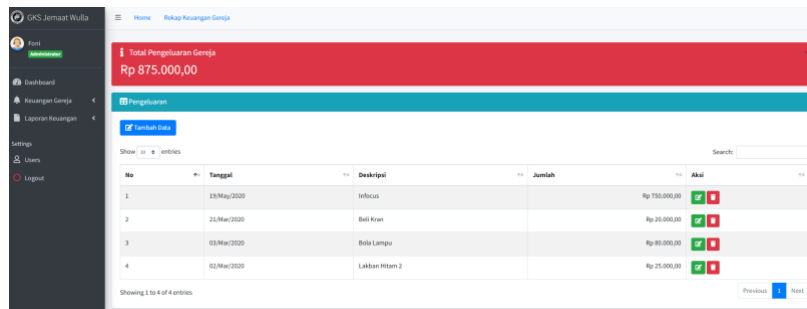 GKS Jemaat Wulla
Home Rekap Keuangan Gereja
Foni
Administrator
Dashboard
Keuangan Gereja
Laporan Keuangan
Settings
Users
Logout
Total Pengeluaran Gereja
Rp 875.000,00
Pengeluaran
Tambah Data
Show 10 entries Search:
No Tanggal Deskripsi Jumlah Aksi
1 19/May/2020 Infocus Rp 750.000,00
2 21/Mar/2020 Beli Kran Rp 20.000,00
3 03/Mar/2020 Bola Lampu Rp 80.000,00
4 02/Mar/2020 Lakban Hitam 2 Rp 25.000,00
Showing 1 to 4 of 4 entries Previous 1 Next